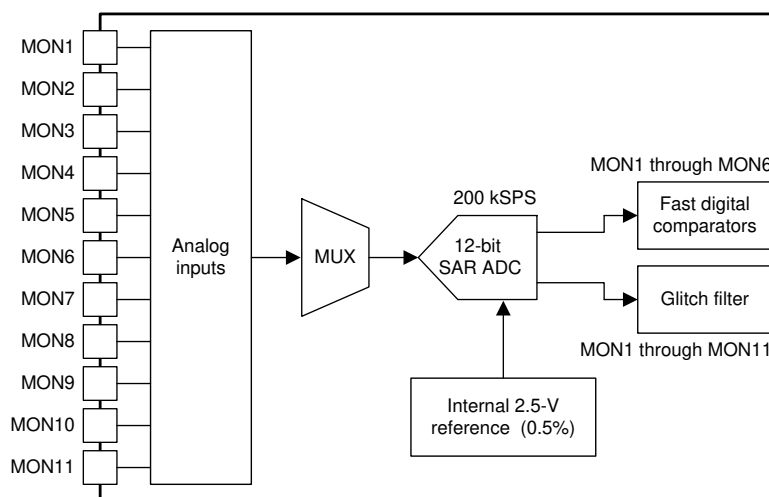 MON1
MON2
MON3
MON4
MON5
MON6
MON7
MON8
MON9
MON10
MON11
Analog
inputs
MUX
200 kSPS
12-bit
SAR ADC
Internal 2.5-V
reference (0.5%)
MON1 through MON6
Fast digital
comparators
Glitch filter
MON1 through MON11